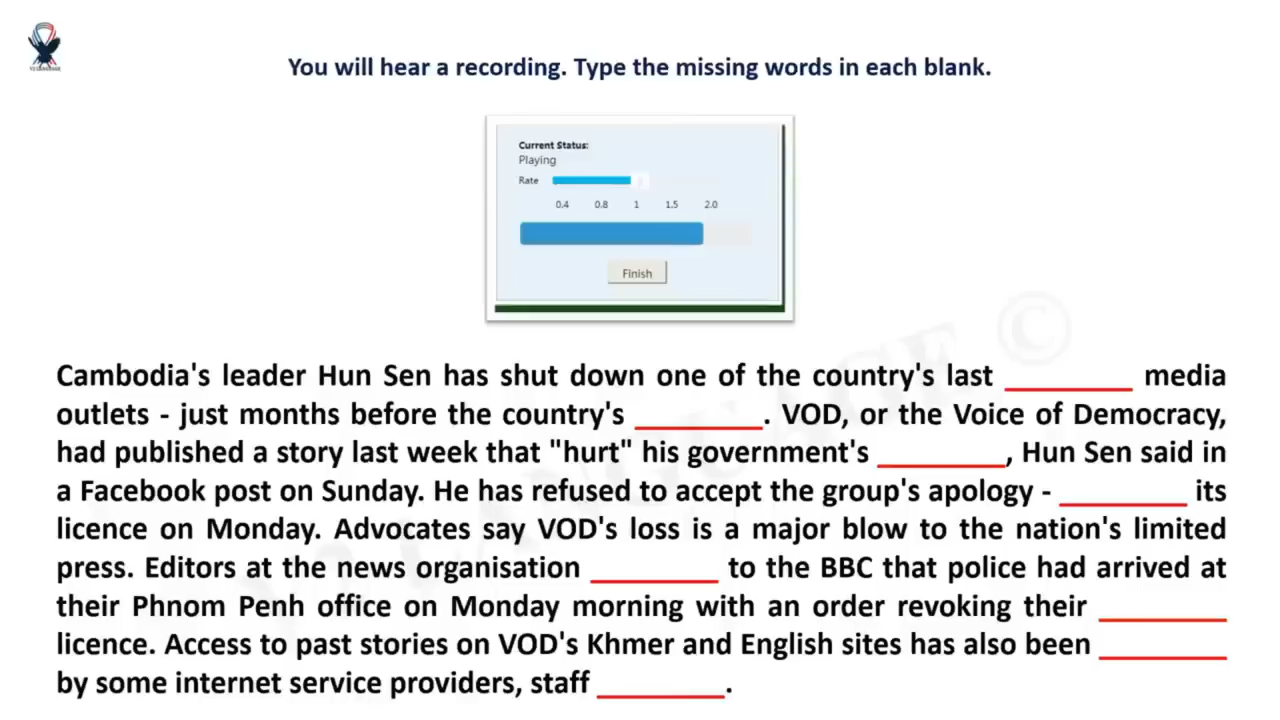 You will hear a recording. Type the missing words in each blank.
Current Status:
Playing
Rate
0.4 0.8 1 1.5 2.0
Finish
Cambodia's leader Hun Sen has shut down one of the country's last ________ media
outlets - just months before the country's ________. VOD, or the Voice of Democracy,
had published a story last week that "hurt" his government's ________, Hun Sen said in
a Facebook post on Sunday. He has refused to accept the group's apology - ________ its
licence on Monday. Advocates say VOD's loss is a major blow to the nation's limited
press. Editors at the news organisation ________ to the BBC that police had arrived at
their Phnom Penh office on Monday morning with an order revoking their ________
licence. Access to past stories on VOD's Khmer and English sites has also been ________
by some internet service providers, staff ________.